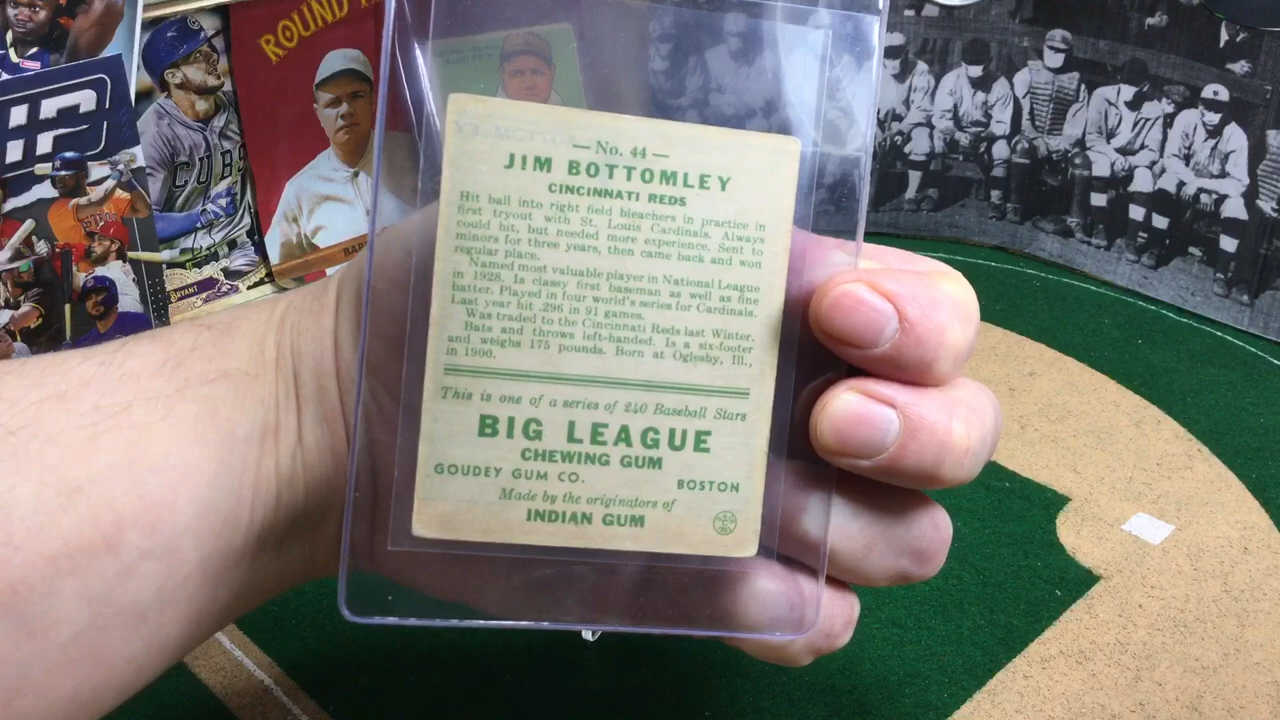 ROUND
CUBS
BRYANT
— No. 44 —
JIM BOTTOMLEY
CINCINNATI REDS
Hit ball into right field bleachers in practice in
first tryout with St. Louis Cardinals. Always
could hit, but needed more experience. Sent to
minors for three years, then came back and won
regular place.
Named most valuable player in National League
in 1928. Is classy first baseman as well as fine
batter. Played in four world's series for Cardinals.
Last year hit .296 in 91 games.
Was traded to the Cincinnati Reds last Winter.
Bats and throws left-handed. Is a six-footer
and weighs 175 pounds. Born at Oglesby, Ill.,
in 1900.
This is one of a series of 240 Baseball Stars
BIG LEAGUE
CHEWING GUM
GOUDEY GUM CO. BOSTON
Made by the originators of
INDIAN GUM